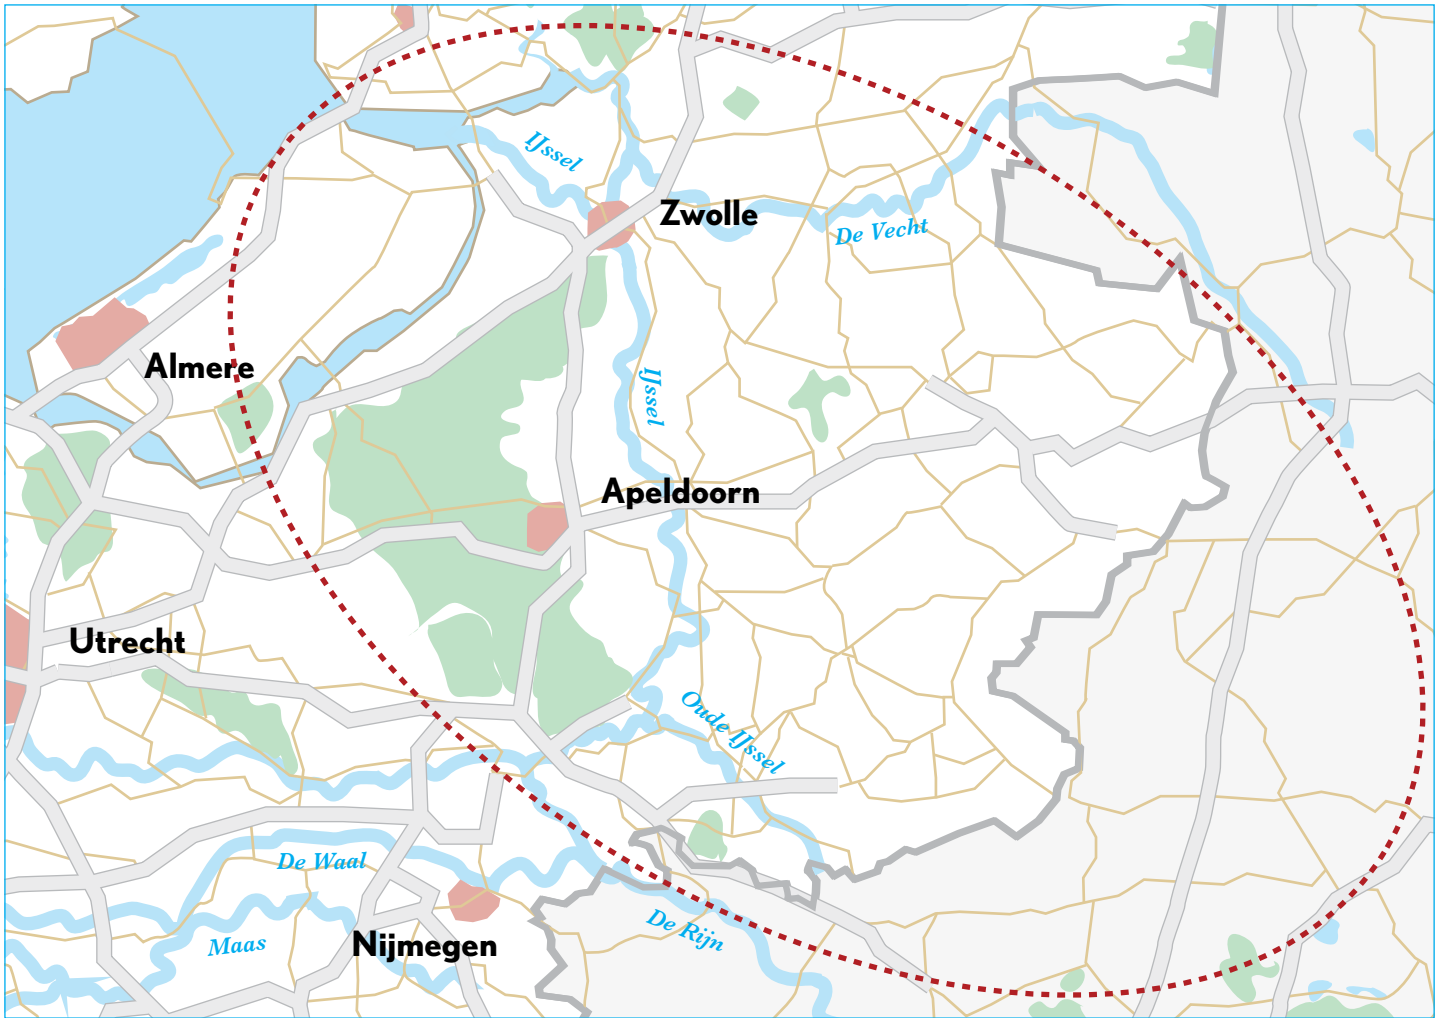 IJssel
Zwolle
De Vecht
Almere
IJssel
Apeldoorn
Utrecht
Oude IJssel
De Waal
De Rijn
Maas
Nijmegen